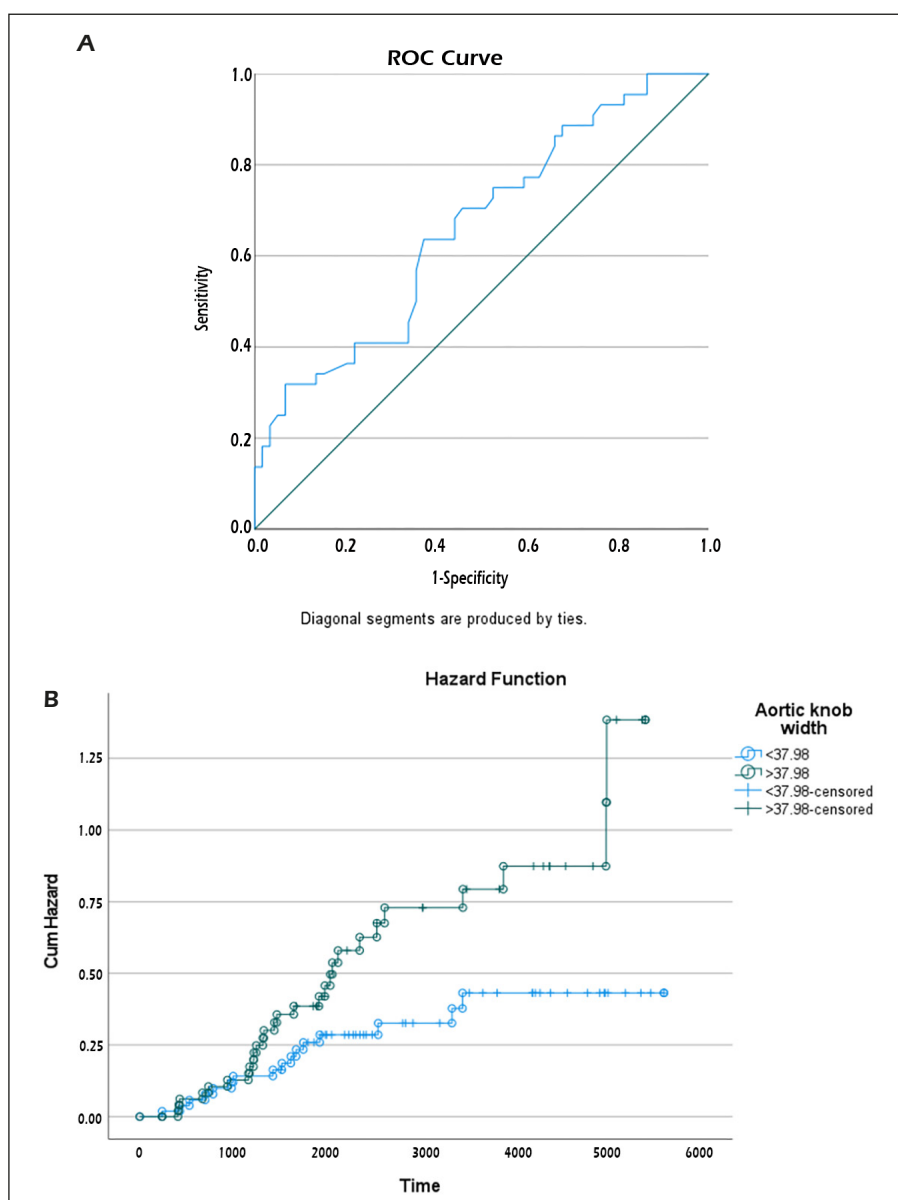 A
ROC Curve
1.0
0.8
0.6
0.4
0.2
0.0
Sensitivity
0.0 0.2 0.4 0.6 0.8 1.0
1-Specificity
Diagonal segments are produced by ties.
B
Hazard Function
Aortic knob
width
<37.98
>37.98
<37.98-censored
>37.98-censored
1.25
1.00
0.75
0.50
0.25
0.00
Cum Hazard
0 1000 2000 3000 4000 5000 6000
Time